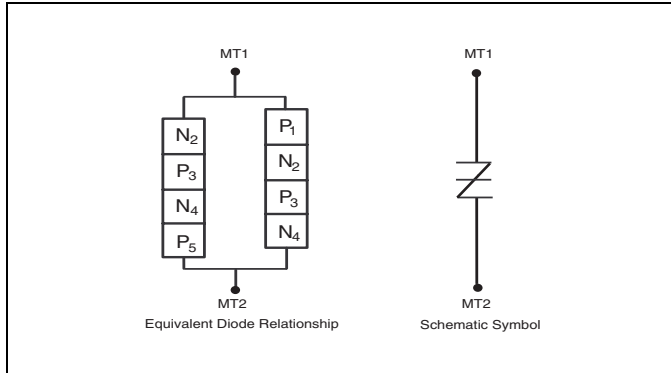 MT1
N2
P3
N4
P5
P1
N2
P3
N4
MT2
Equivalent Diode Relationship
MT1
MT2
Schematic Symbol